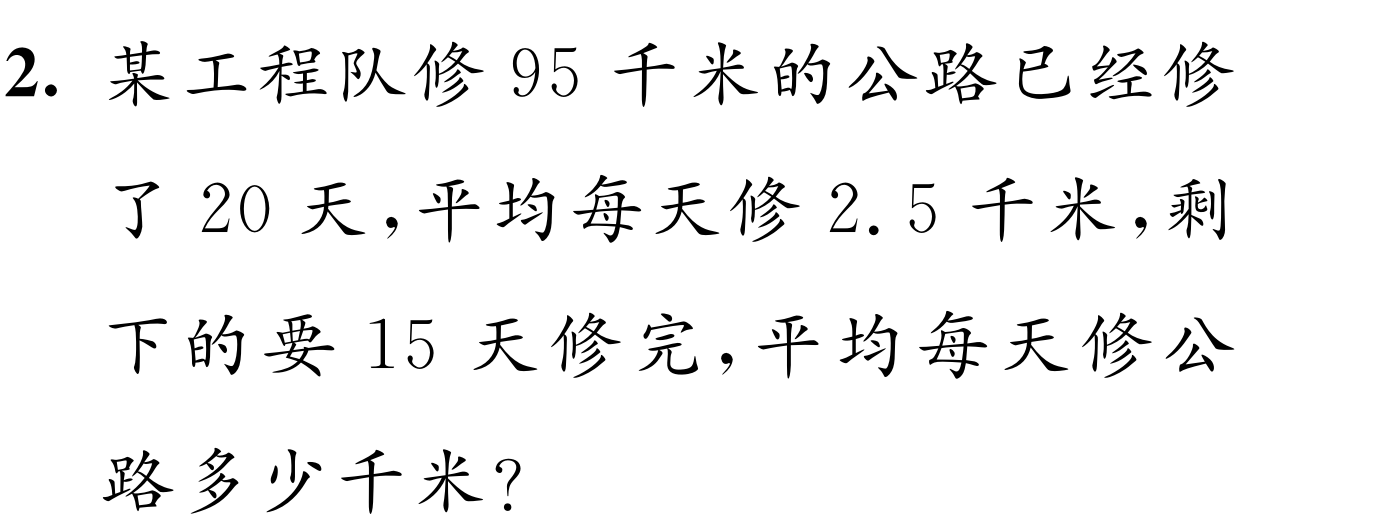 2. 某工程队修 95 千米的公路已经修
了 20 天,平均每天修 2.5 千米,剩
下的要 15 天修完,平均每天修公
路多少千米?